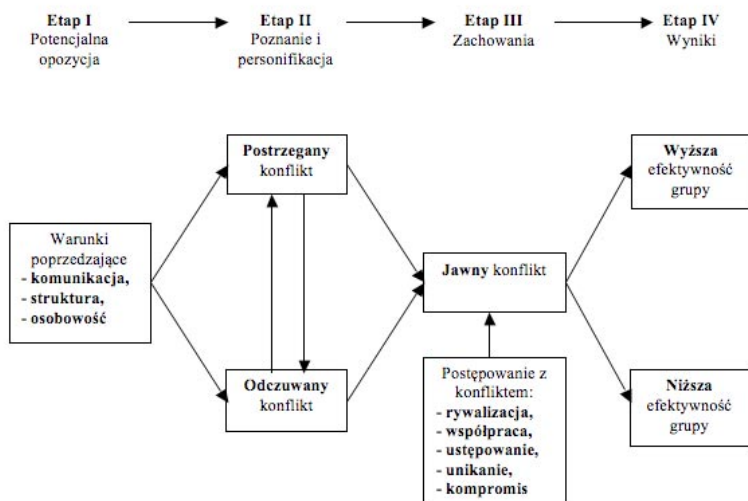 Etap I
Potencjalna
opozycja
Etap II
Poznanie i
personifikacja
Etap III
Zachowania
Etap IV
Wyniki
Postrzegany
konflikt
Wyższa
efektywność
grupy
Warunki
poprzedzające
- komunikacja,
- struktura,
- osobowość
Jawny konflikt
Odczuwany
konflikt
Postępowanie z
konfliktem:
- rywalizacja,
- współpraca,
- ustępowanie,
- unikanie,
- kompromis
Niższa
efektywność
grupy